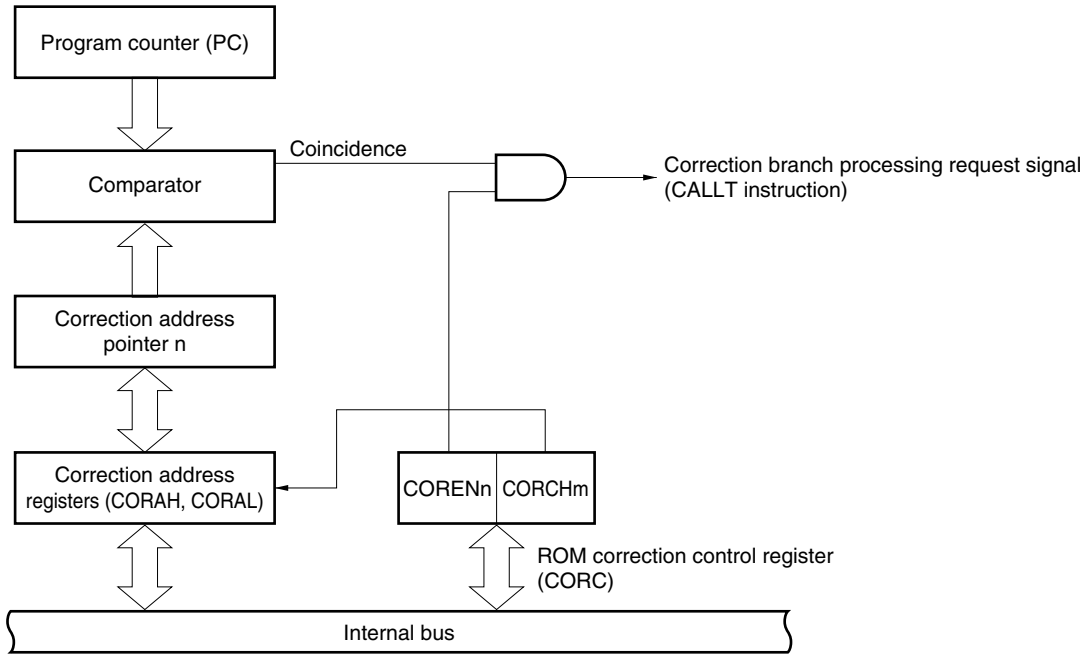 Program counter (PC)
Coincidence
Comparator
Correction branch processing request signal
(CALLT instruction)
Correction address
pointer n
Correction address
registers (CORAH, CORAL)
CORENn
CORCHm
ROM correction control register
(CORC)
Internal bus